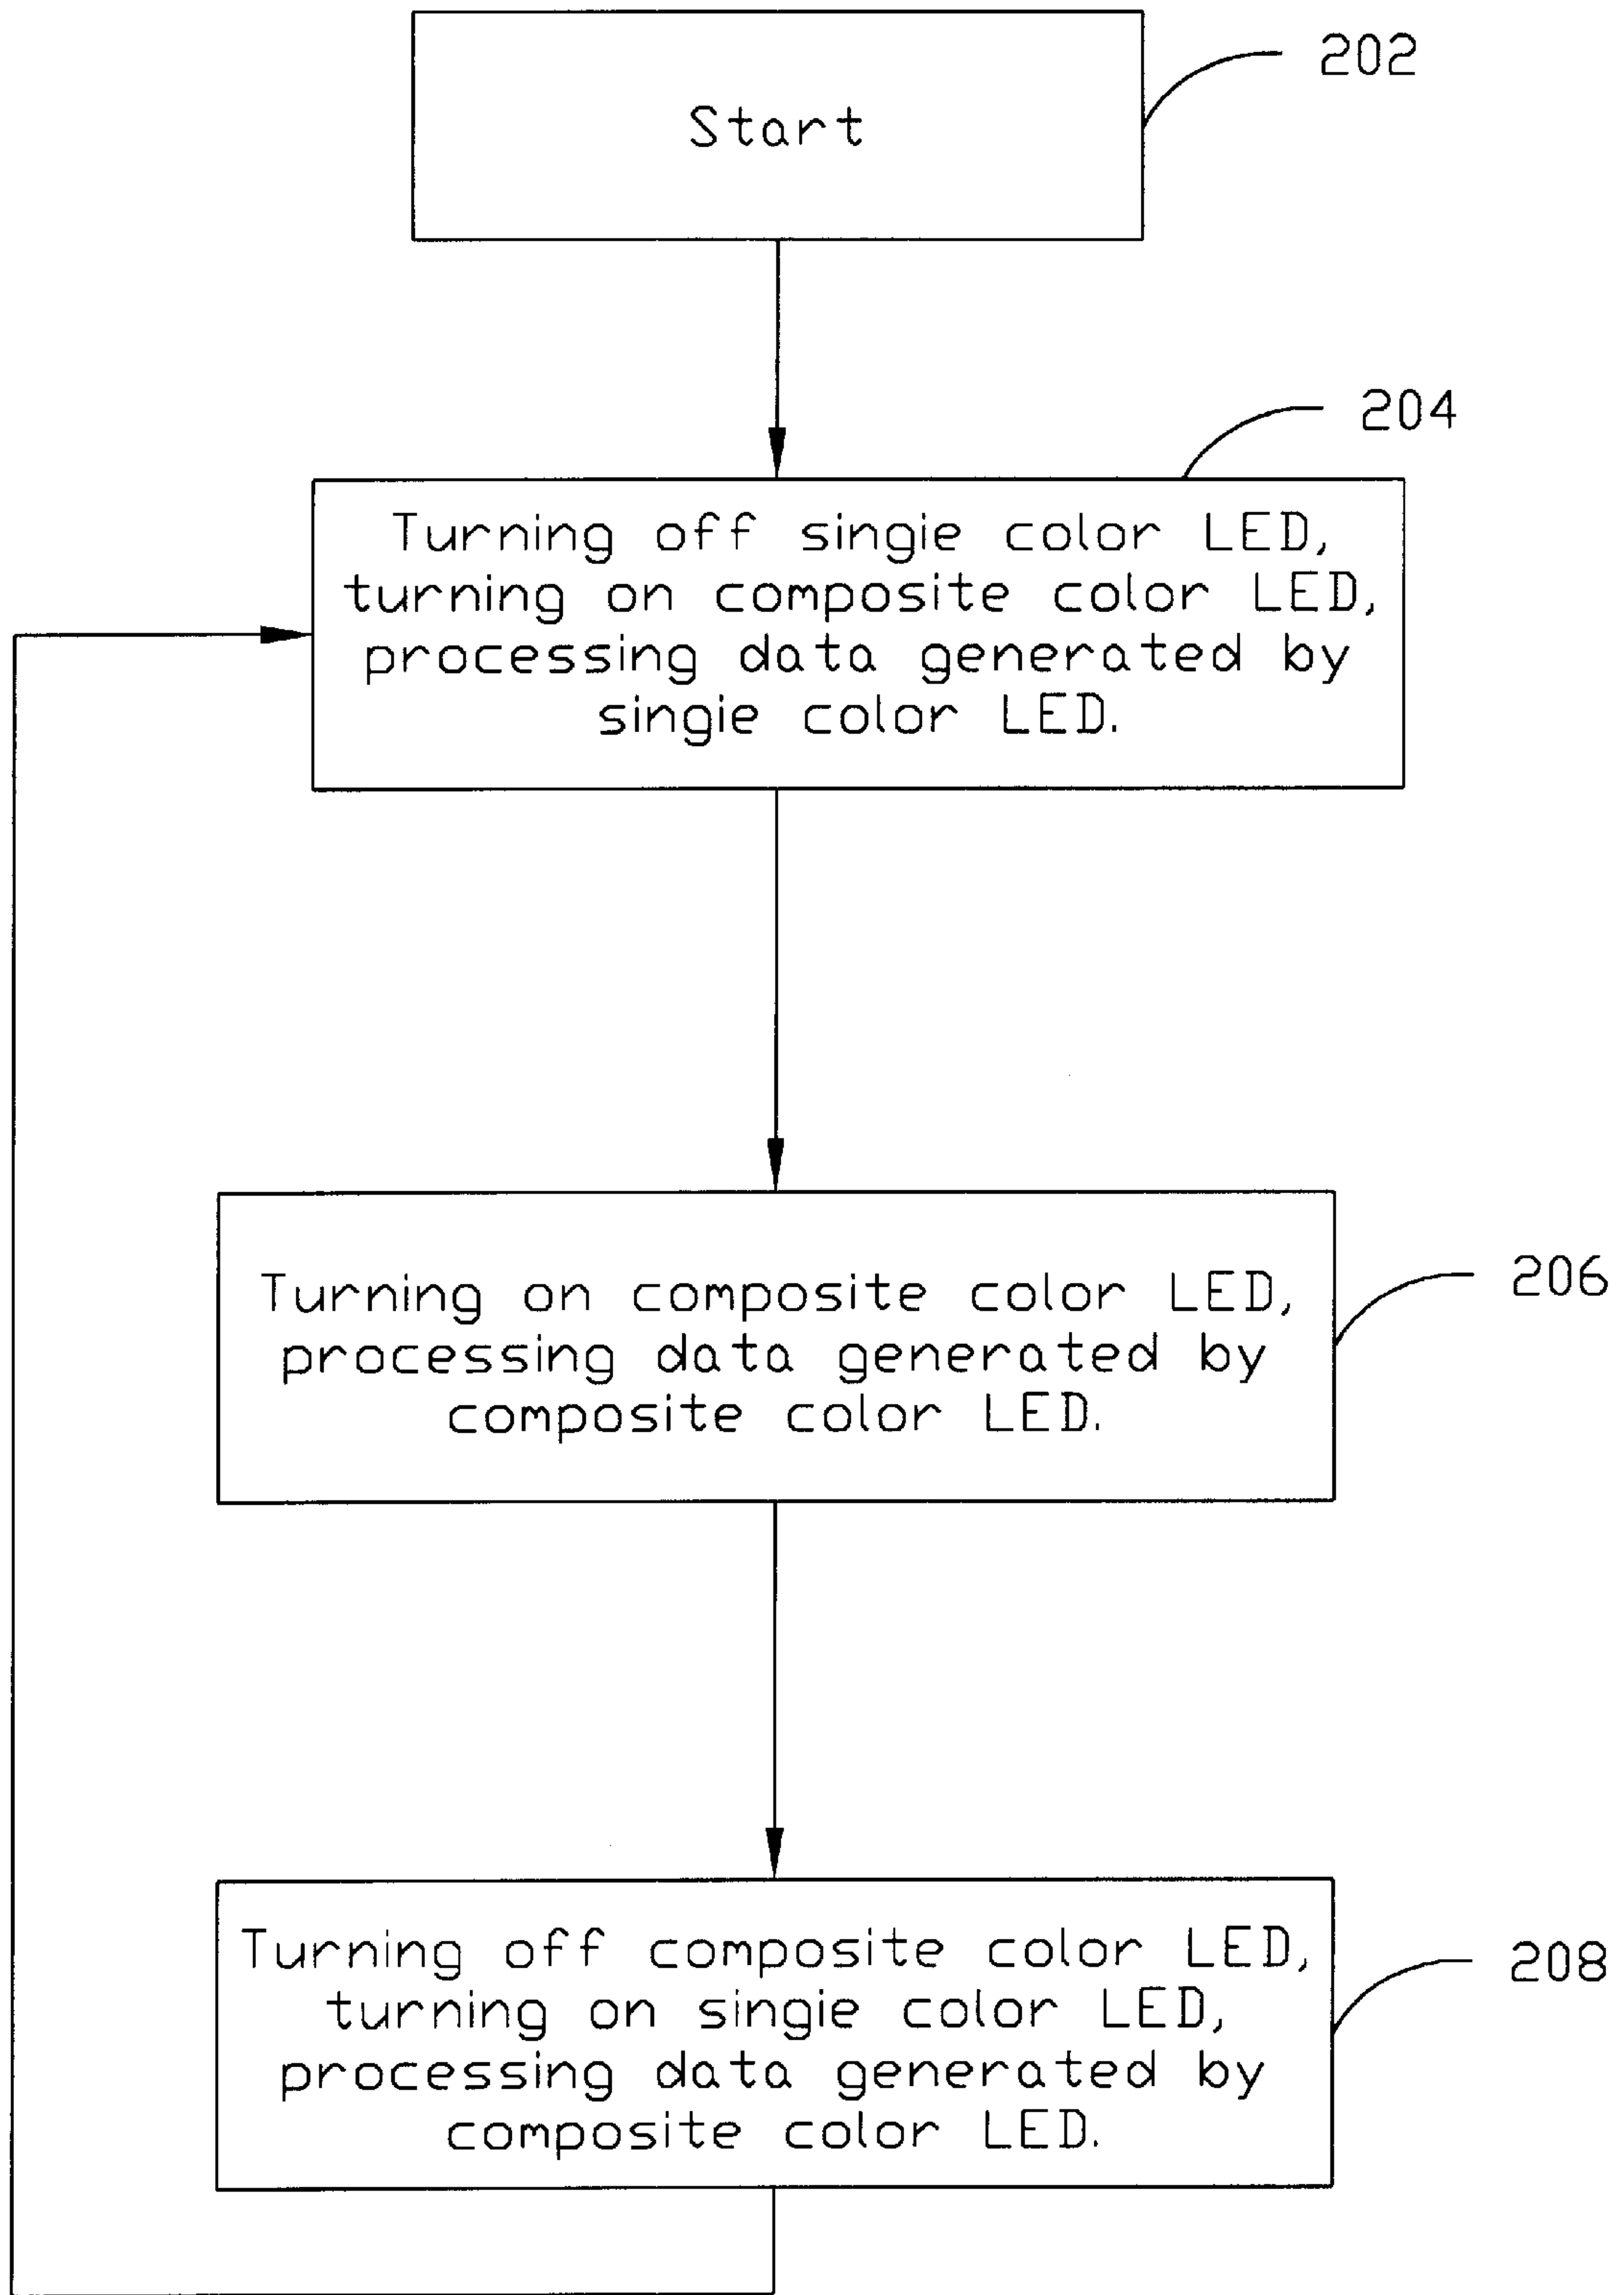 Start
202
204
Turning off singie color LED,
turning on composite color LED,
processing data generated by
singie color LED.
Turning on composite color LED,
processing data generated by
composite color LED.
206
Turning off composite color LED,
turning on singie color LED,
processing data generated by
composite color LED.
208